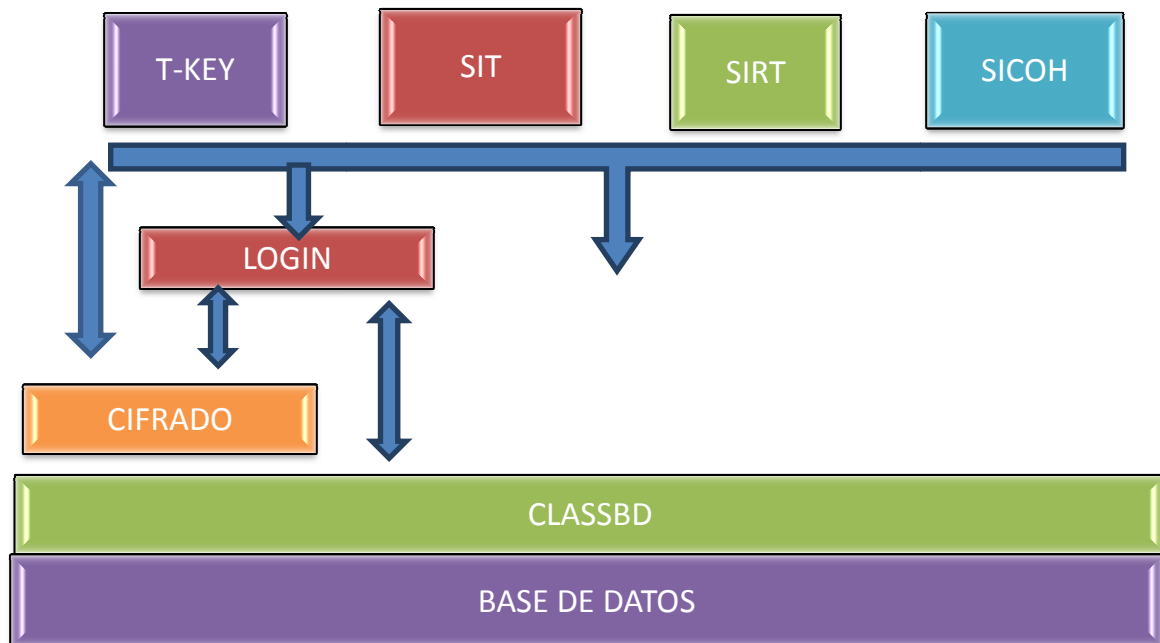 T-KEY
SIT
SIRT
SICOH
LOGIN
CIFRADO
CLASSBD
BASE DE DATOS